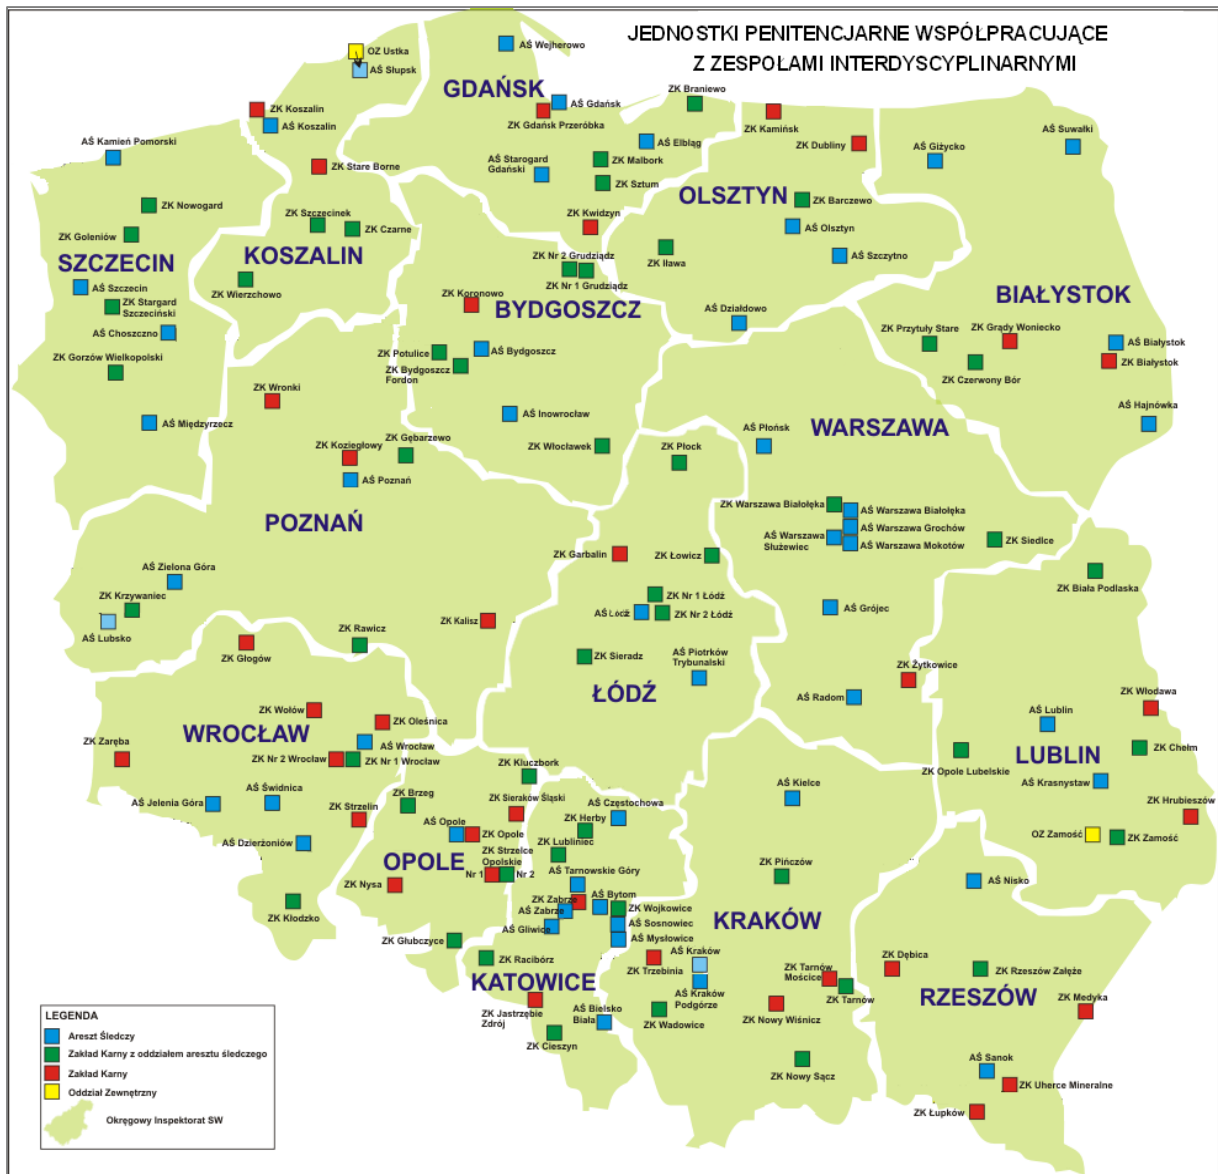 JEDNOSTKI PENITENCJARNE WSPÓŁPRACUJĄCE
Z ZESPOŁAMI INTERDYSCYPLINARNYMI
OZ Ustka
AŚ Słupsk
AŚ Wejherowo
GDAŃSK
AŚ Gdańsk
ZK Gdańsk Przeróbka
ZK Braniewo
AŚ Elbląg
ZK Malbork
AŚ Starogard
Gdański
ZK Sztum
ZK Kwidzyn
ZK Koszalin
AŚ Koszalin
ZK Stare Borne
ZK Szczecinek
ZK Czarne
KOSZALIN
ZK Wierzchowo
AŚ Kamień Pomorski
ZK Nowogard
ZK Goleniów
SZCZECIN
AŚ Szczecin
ZK Stargard
Szczeciński
AŚ Choszczno
ZK Gorzów Wielkopolski
AŚ Międzyrzecz
ZK Kamińsk
ZK Dubliny
OLSZTYN
ZK Barczewo
AŚ Olsztyn
AŚ Szczytno
ZK Iława
AŚ Działdowo
AŚ Giżycko
AŚ Suwałki
BIAŁYSTOK
ZK Przytuły Stare
ZK Grądy Woniecko
ZK Czerwony Bór
AŚ Białystok
ZK Białystok
AŚ Hajnówka
ZK Nr 2 Grudziądz
ZK Nr 1 Grudziądz
ZK Koronowo
BYDGOSZCZ
ZK Potulice
AŚ Bydgoszcz
ZK Bydgoszcz
Fordon
AŚ Inowrocław
ZK Włocławek
ZK Wronki
ZK Koziegłowy
ZK Gębarzewo
AŚ Poznań
POZNAŃ
AŚ Zielona Góra
ZK Krzywaniec
AŚ Lubsko
ZK Rawicz
ZK Kalisz
WARSZAWA
AŚ Płońsk
ZK Warszawa Białołęka
AŚ Warszawa Białołęka
AŚ Warszawa Grochów
AŚ Warszawa
Służewiec
AŚ Warszawa Mokotów
ZK Siedlce
AŚ Grójec
ZK Żytkowice
AŚ Radom
ZK Płock
ZK Garbalin
ZK Łowicz
ZK Nr 1 Łódź
AŚ Łódź
ZK Nr 2 Łódź
ZK Sieradz
AŚ Piotrków
Trybunalski
ŁÓDŹ
ZK Biała Podlaska
ZK Włodawa
AŚ Lublin
ZK Chełm
LUBLIN
ZK Opole Lubelskie
AŚ Krasnystaw
ZK Hrubieszów
OZ Zamość
ZK Zamość
ZK Głogów
ZK Wołów
ZK Oleśnica
WROCŁAW
AŚ Wrocław
ZK Zaręba
ZK Nr 2 Wrocław
ZK Nr 1 Wrocław
AŚ Jelenia Góra
AŚ Świdnica
ZK Strzelin
AŚ Dzierżoniów
ZK Kłodzko
ZK Kluczbork
ZK Brzeg
ZK Sieraków Śląski
AŚ Opole
ZK Opole
ZK Strzelce
Opolskie
OPOLE
Nr 1
Nr 2
ZK Nysa
ZK Głubczyce
AŚ Częstochowa
ZK Herby
ZK Lubliniec
AŚ Tarnowskie Góry
AŚ Bytom
ZK Zabrze
AŚ Zabrze
ZK Wojkowice
AŚ Gliwice
AŚ Sosnowiec
AŚ Mysłowice
ZK Racibórz
KATOWICE
ZK Jastrzębie
Zdrój
AŚ Bielsko
Biała
ZK Cieszyn
AŚ Kielce
ZK Pińczów
KRAKÓW
AŚ Kraków
ZK Trzebinia
AŚ Kraków
Podgórze
ZK Wadowice
ZK Tarnów
Mościce
ZK Tarnów
ZK Nowy Wiśnicz
ZK Nowy Sącz
AŚ Nisko
ZK Dębica
ZK Rzeszów Załęże
RZESZÓW
ZK Medyka
AŚ Sanok
ZK Uherce Mineralne
ZK Łupków
LEGENDA
Areszt Śledczy
Zakład Karny z oddziałem aresztu śledczego
Zakład Karny
Oddział Zewnętrzny
Okręgowy Inspektorat SW